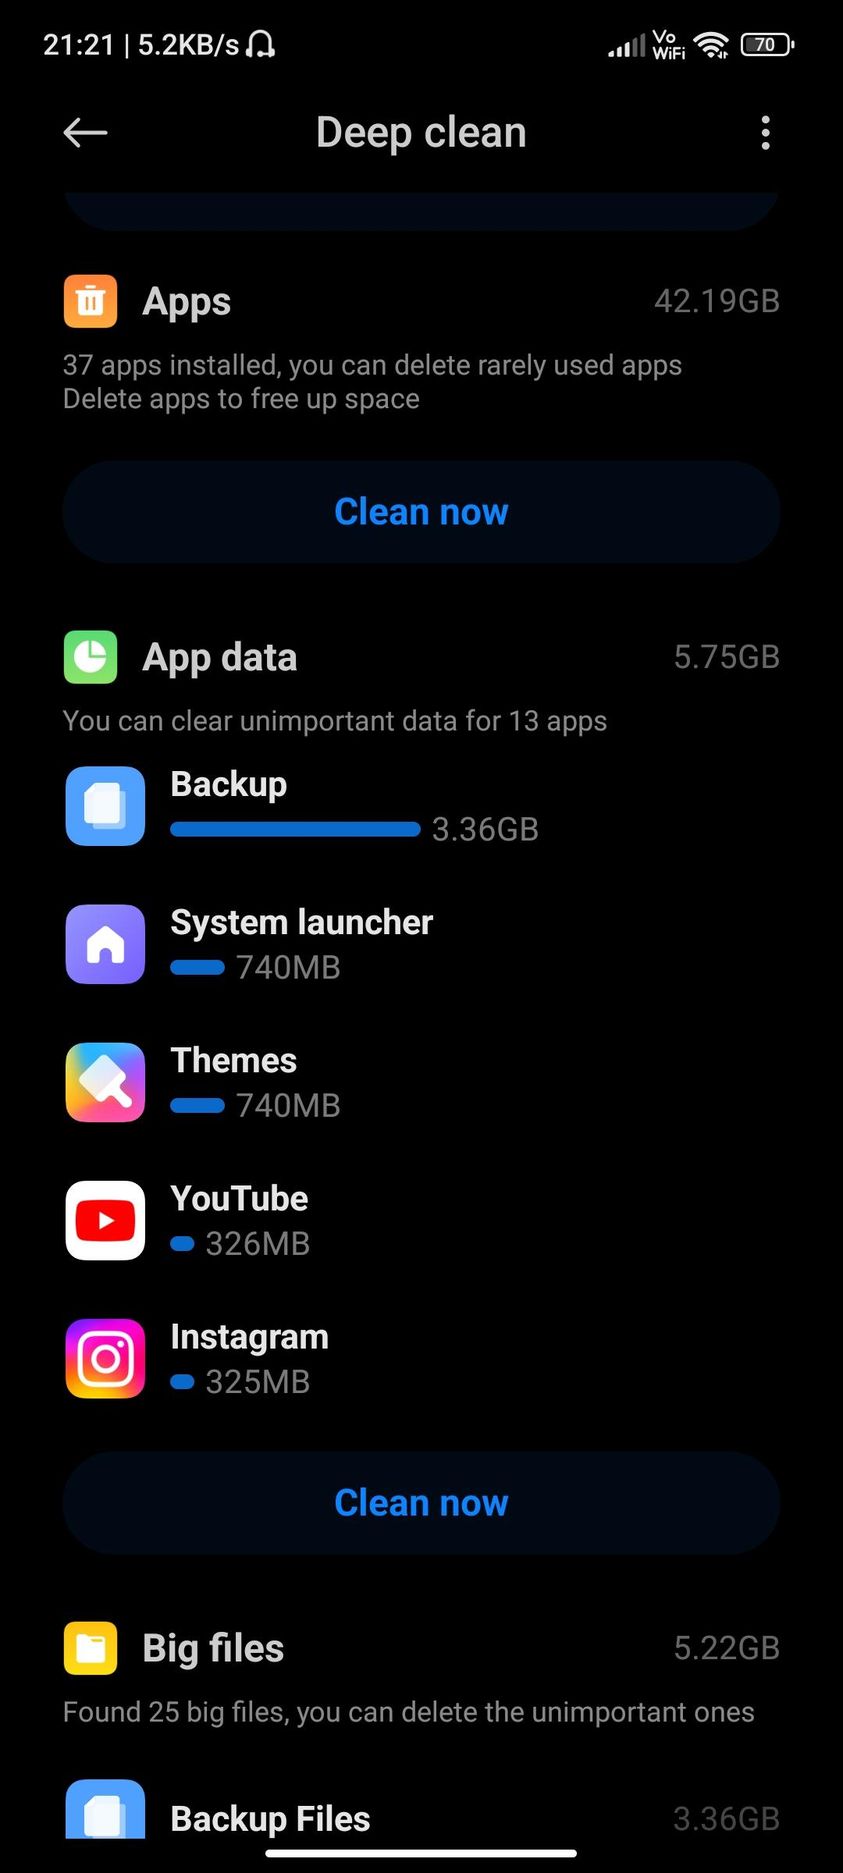 21:21 | 5.2KB/s
Vo
WiFi
70
Deep clean
Apps
42.19GB
37 apps installed, you can delete rarely used apps
Delete apps to free up space
Clean now
App data
5.75GB
You can clear unimportant data for 13 apps
Backup
3.36GB
System launcher
740MB
Themes
740MB
YouTube
326MB
Instagram
325MB
Clean now
Big files
5.22GB
Found 25 big files, you can delete the unimportant ones
Backup Files
3.36GB